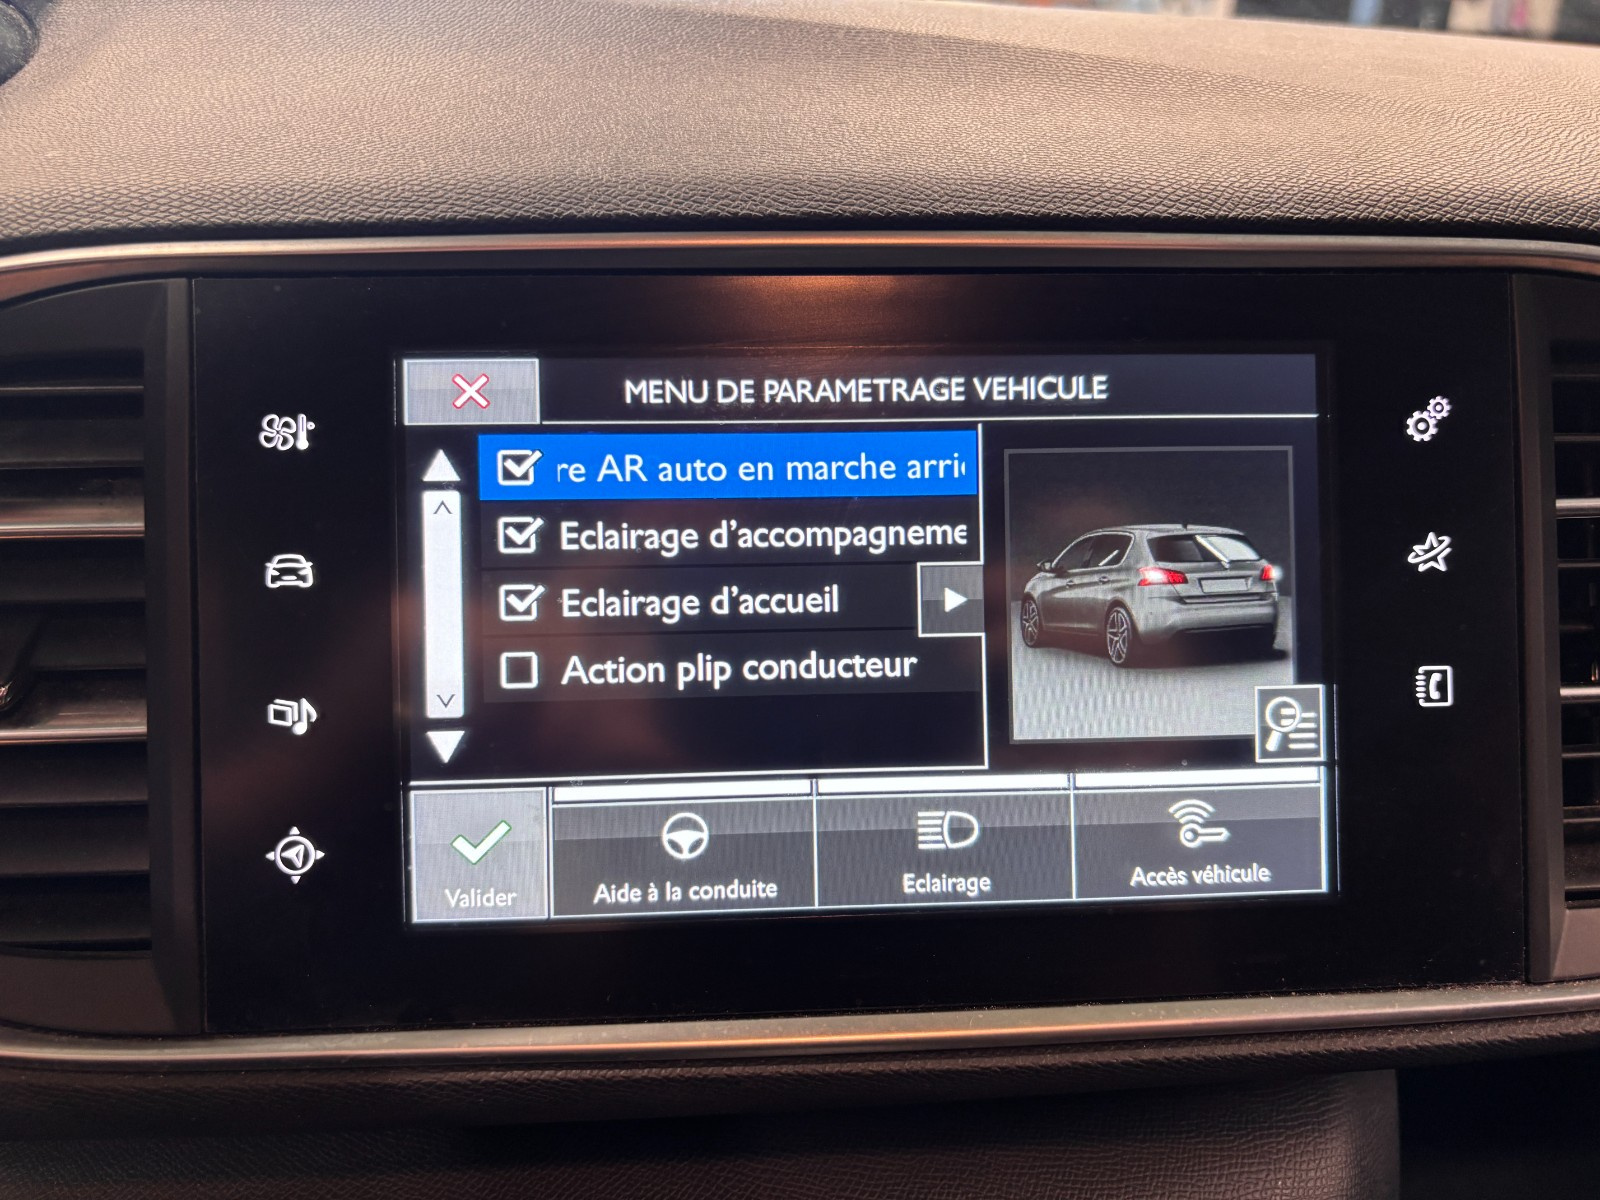 MENU DE PARAMETRAGE VEHICULE
re AR auto en marche arri
Eclairage d'accompagneme
Eclairage d'accueil
Action plip conducteur
Valider
Aide à la conduite
Eclairage
Accès véhicule